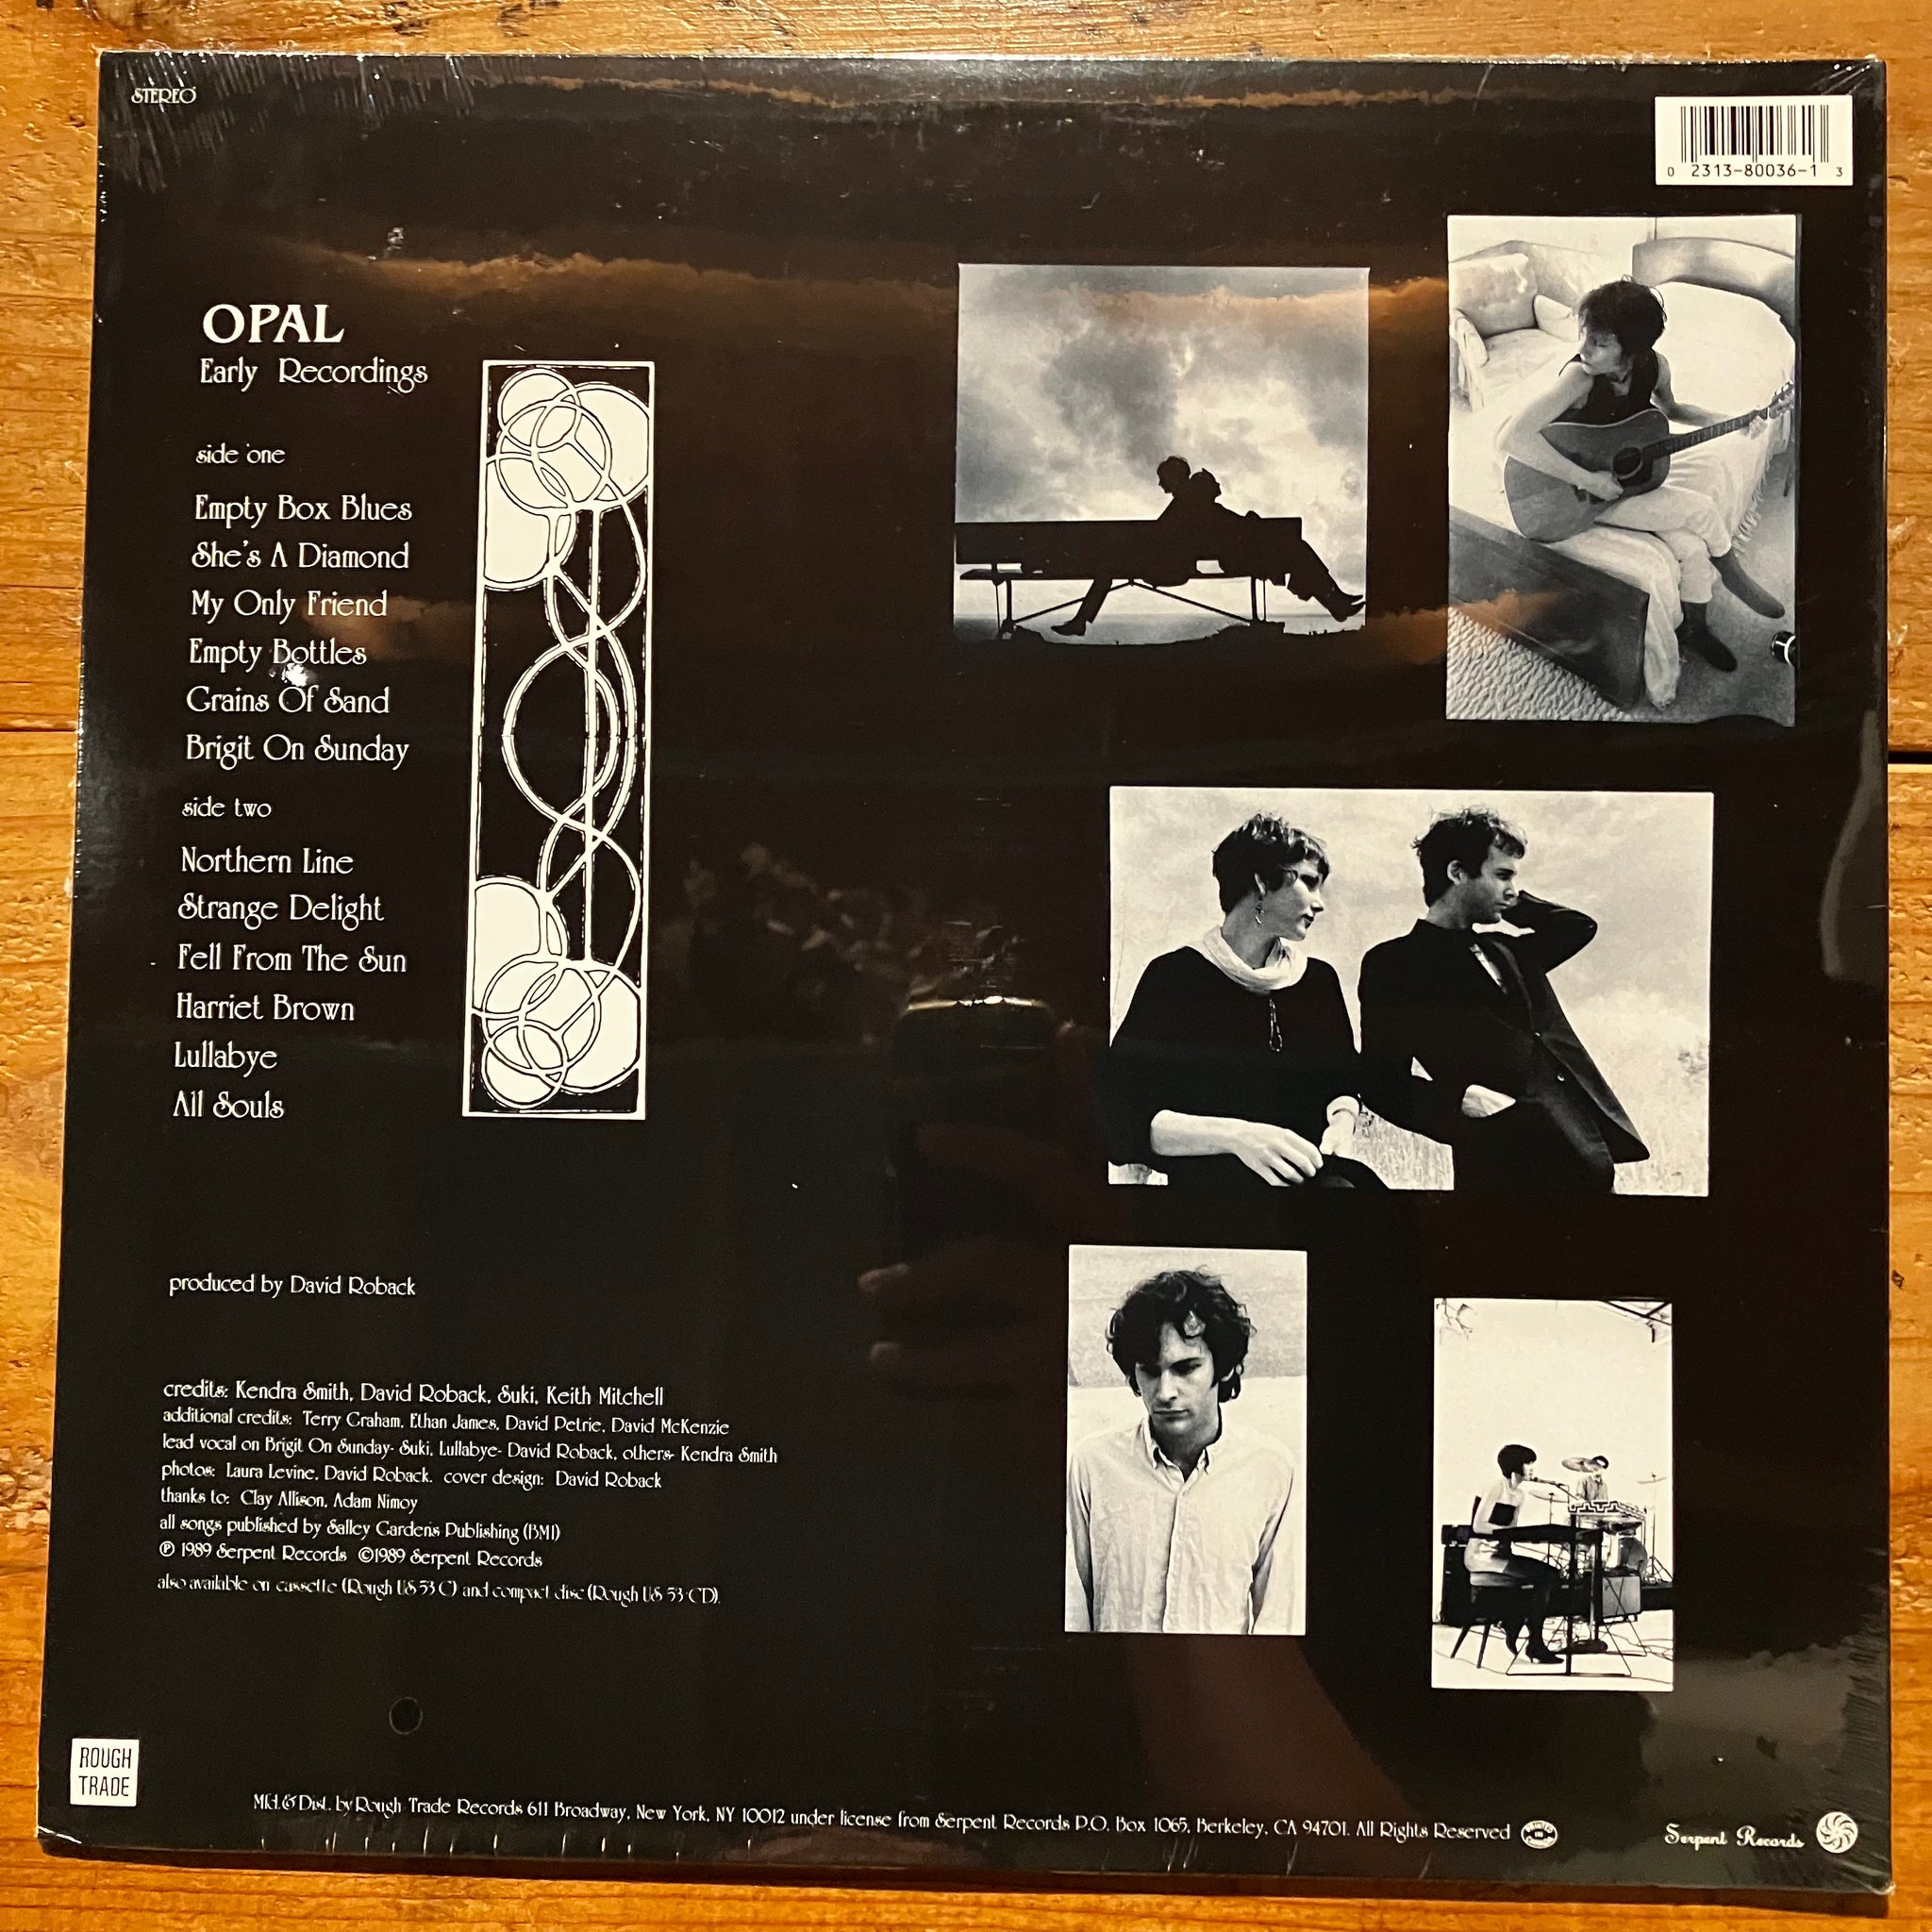 STEREO
0 2313-80036-1 3
OPAL
Early Recordings
side one
Empty Box Blues
She's A Diamond
My Only Friend
Empty Bottles
Grains Of Sand
Brigit On Sunday
side two
Northern Line
Strange Delight
Fell From The Sun
Harriet Brown
Lullabye
All Souls
produced by David Roback
credits: Kendra Smith, David Roback, Suki, Keith Mitchell
additional credits: Terry Graham, Ethan James, David Petrie, David McKenzie
lead vocal on Brigit On Sunday- Suki, Lullabye- David Roback, others- Kendra Smith
photos: Laura Levine, David Roback. cover design: David Roback
thanks to: Clay Allison, Adam Nimoy
all songs published by Salley Gardens Publishing (BMI)
℗ 1989 Serpent Records ©1989 Serpent Records
also available on cassette (Rough US 53 C) and compact disc (Rough US 53 CD).
ROUGH
TRADE
Mfd. & Dist. by Rough Trade Records 611 Broadway, New York, NY 10012 under license from Serpent Records P.O. Box 1065, Berkeley, CA 94701. All Rights Reserved
Serpent Records